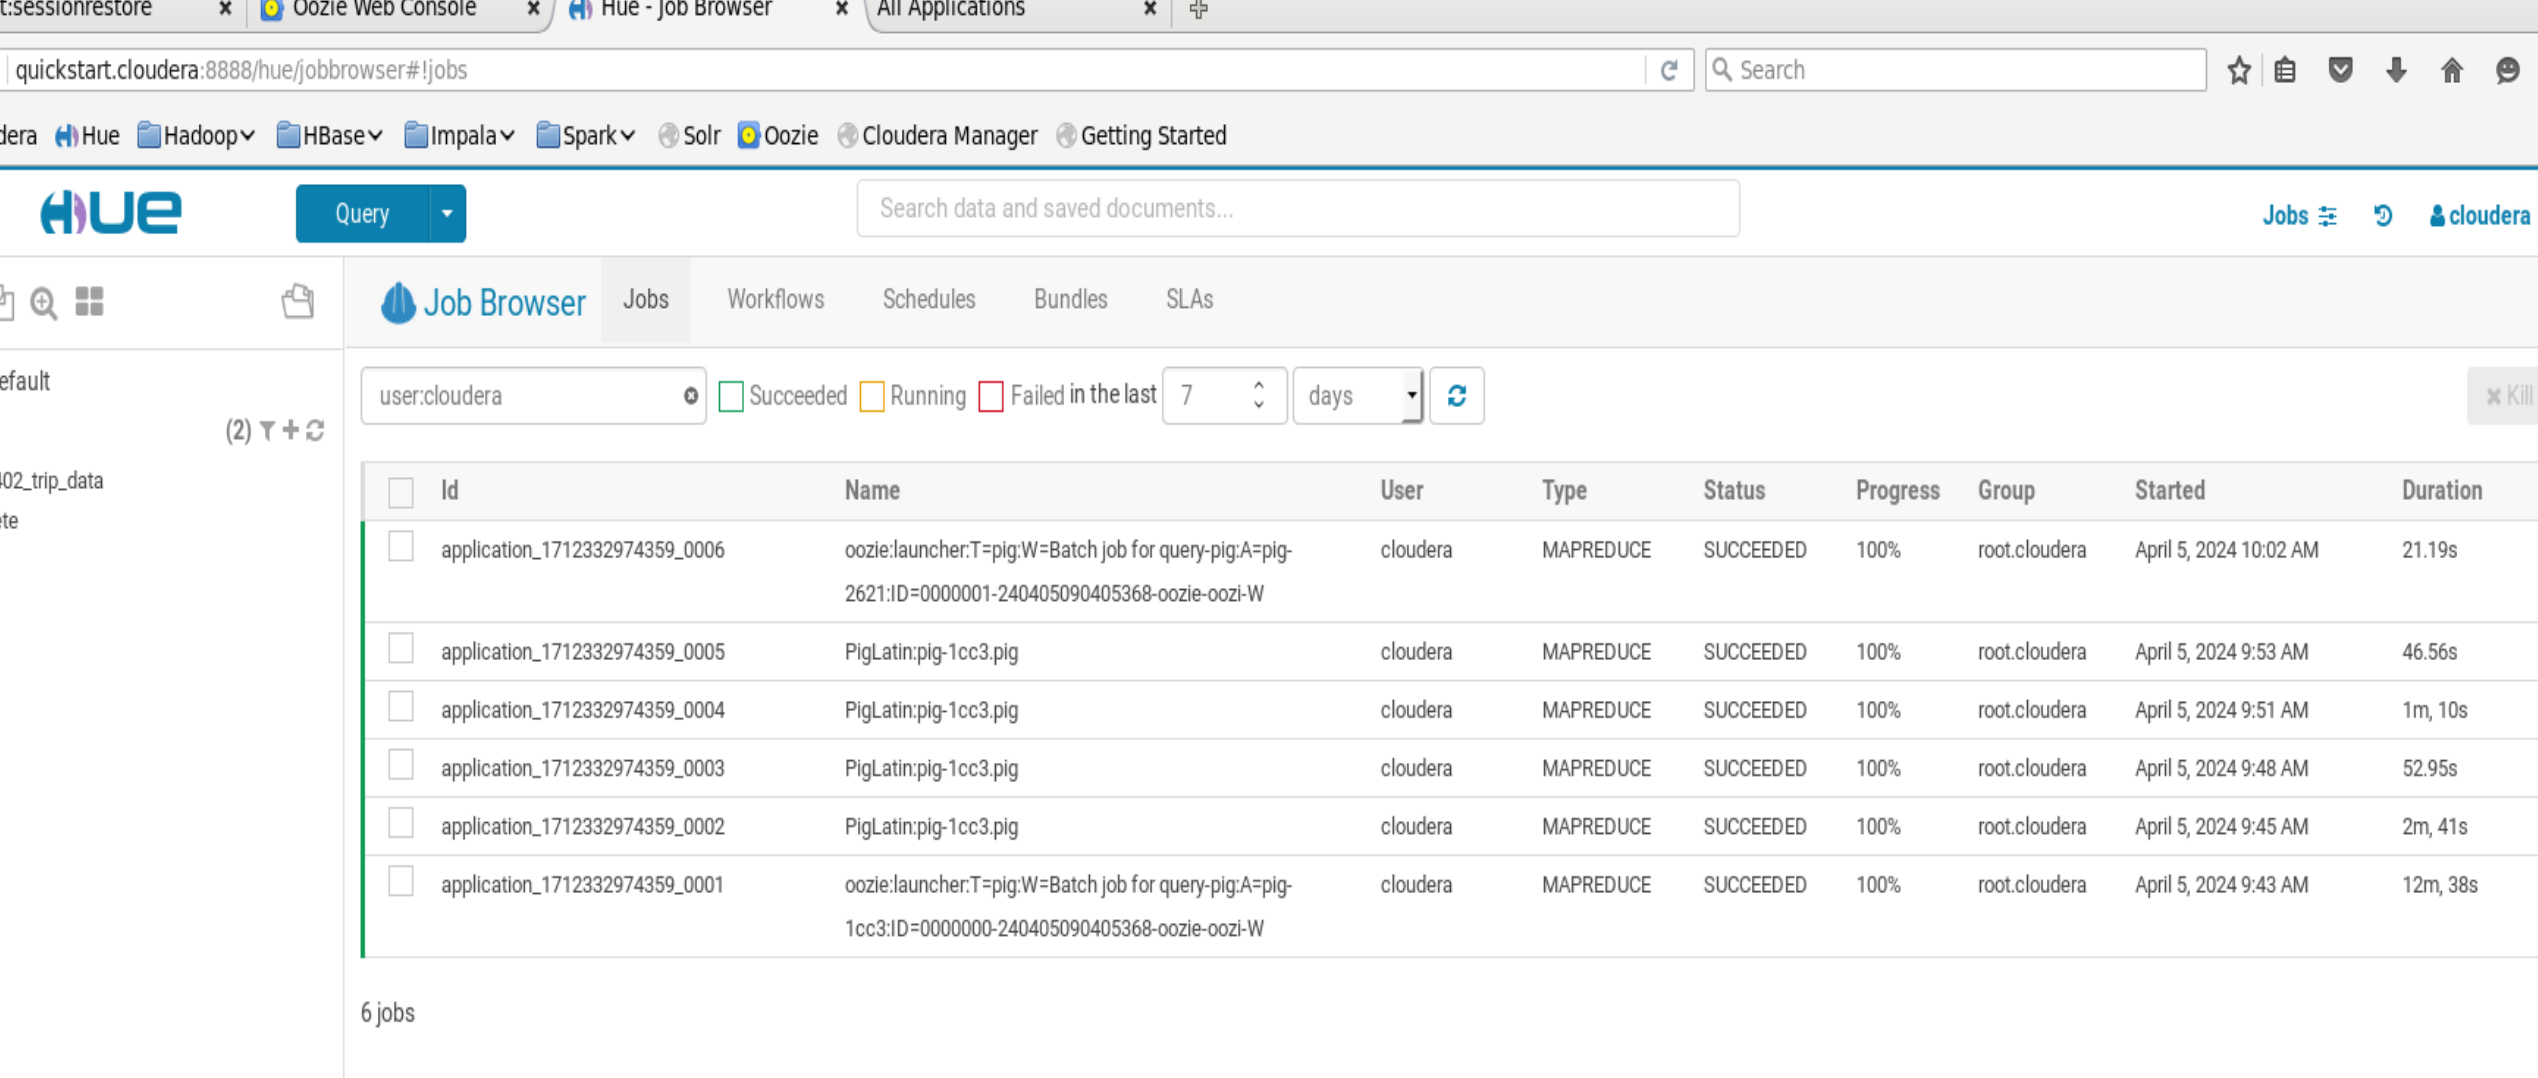 t:sessionrestore Oozie Web Console Hue - Job Browser All Applications
quickstart.cloudera:8888/hue/jobbrowser#!jobs Search
dera Hue Hadoop HBase Impala Spark Solr Oozie Cloudera Manager Getting Started
HUE Query Search data and saved documents... Jobs cloudera
Job Browser Jobs Workflows Schedules Bundles SLAs
efault
user:cloudera Succeeded Running Failed in the last 7 days Kill
(2)
Id Name User Type Status Progress Group Started Duration
402_trip_data
te
application_1712332974359_0006 oozie:launcher:T=pig:W=Batch job for query-pig:A=pig- cloudera MAPREDUCE SUCCEEDED 100% root.cloudera April 5, 2024 10:02 AM 21.19s
2621:ID=0000001-240405090405368-oozie-oozi-W
application_1712332974359_0005 PigLatin:pig-1cc3.pig cloudera MAPREDUCE SUCCEEDED 100% root.cloudera April 5, 2024 9:53 AM 46.56s
application_1712332974359_0004 PigLatin:pig-1cc3.pig cloudera MAPREDUCE SUCCEEDED 100% root.cloudera April 5, 2024 9:51 AM 1m, 10s
application_1712332974359_0003 PigLatin:pig-1cc3.pig cloudera MAPREDUCE SUCCEEDED 100% root.cloudera April 5, 2024 9:48 AM 52.95s
application_1712332974359_0002 PigLatin:pig-1cc3.pig cloudera MAPREDUCE SUCCEEDED 100% root.cloudera April 5, 2024 9:45 AM 2m, 41s
application_1712332974359_0001 oozie:launcher:T=pig:W=Batch job for query-pig:A=pig- cloudera MAPREDUCE SUCCEEDED 100% root.cloudera April 5, 2024 9:43 AM 12m, 38s
1cc3:ID=0000000-240405090405368-oozie-oozi-W
6 jobs